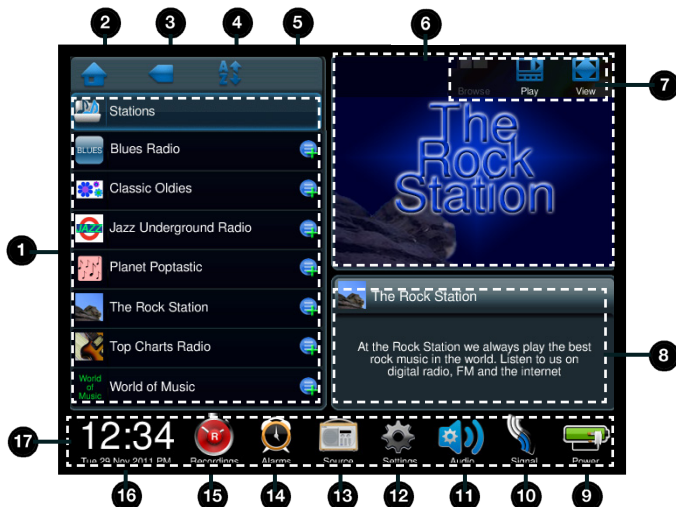 2
3
4
5
6
7
A
Z
Browse
Play
View
Stations
BLUES
Blues Radio
Classic Oldies
JAZZ
Jazz Underground Radio
Planet Poptastic
The Rock Station
Top Charts Radio
World
of
Music
World of Music
The
Rock
Station
1
The Rock Station
At the Rock Station we always play the best
rock music in the world. Listen to us on
digital radio, FM and the internet
8
17
12:34
Tue 29 Nov 2011 PM
R
Recordings
Alarms
Source
Settings
Audio
Signal
Power
16
15
14
13
12
11
10
9